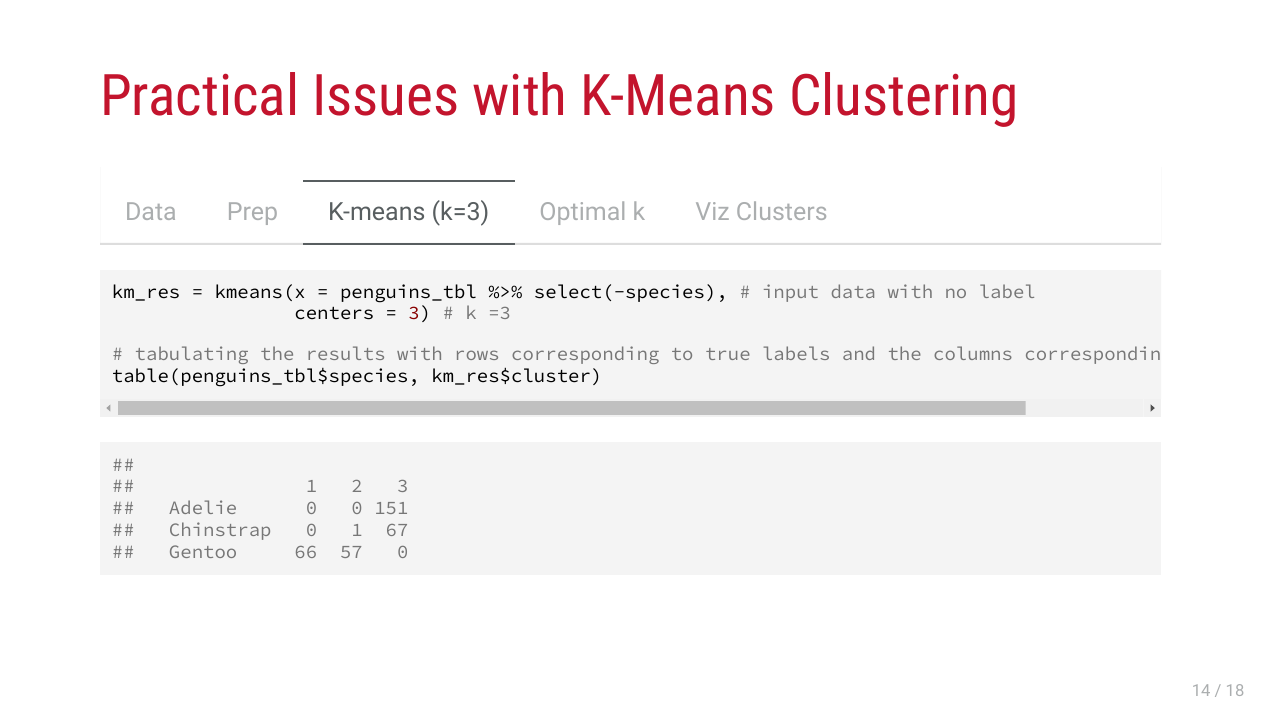 Practical Issues with K-Means Clustering
Data Prep K-means (k=3) Optimal k Viz Clusters
km_res = kmeans(x = penguins_tbl %>% select(-species), # input data with no label
                centers = 3) # k =3
# tabulating the results with rows corresponding to true labels and the columns correspondin
table(penguins_tbl$species, km_res$cluster)
##
##               1   2   3
##   Adelie      0   0 151
##   Chinstrap   0   1  67
##   Gentoo     66  57   0
14 / 18